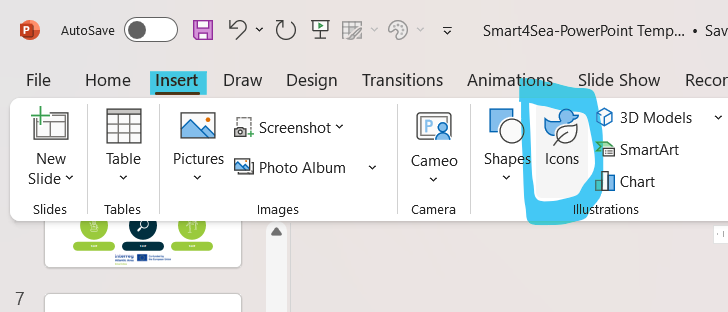 AutoSave
Smart4Sea-PowerPoint Temp... • Sav
File Home Insert Draw Design Transitions Animations Slide Show Recor
New Slide
Table
Pictures
Screenshot
Photo Album
Cameo
Shapes
Icons
3D Models
SmartArt
Chart
Slides Tables Images Camera Illustrations
Interreg
7